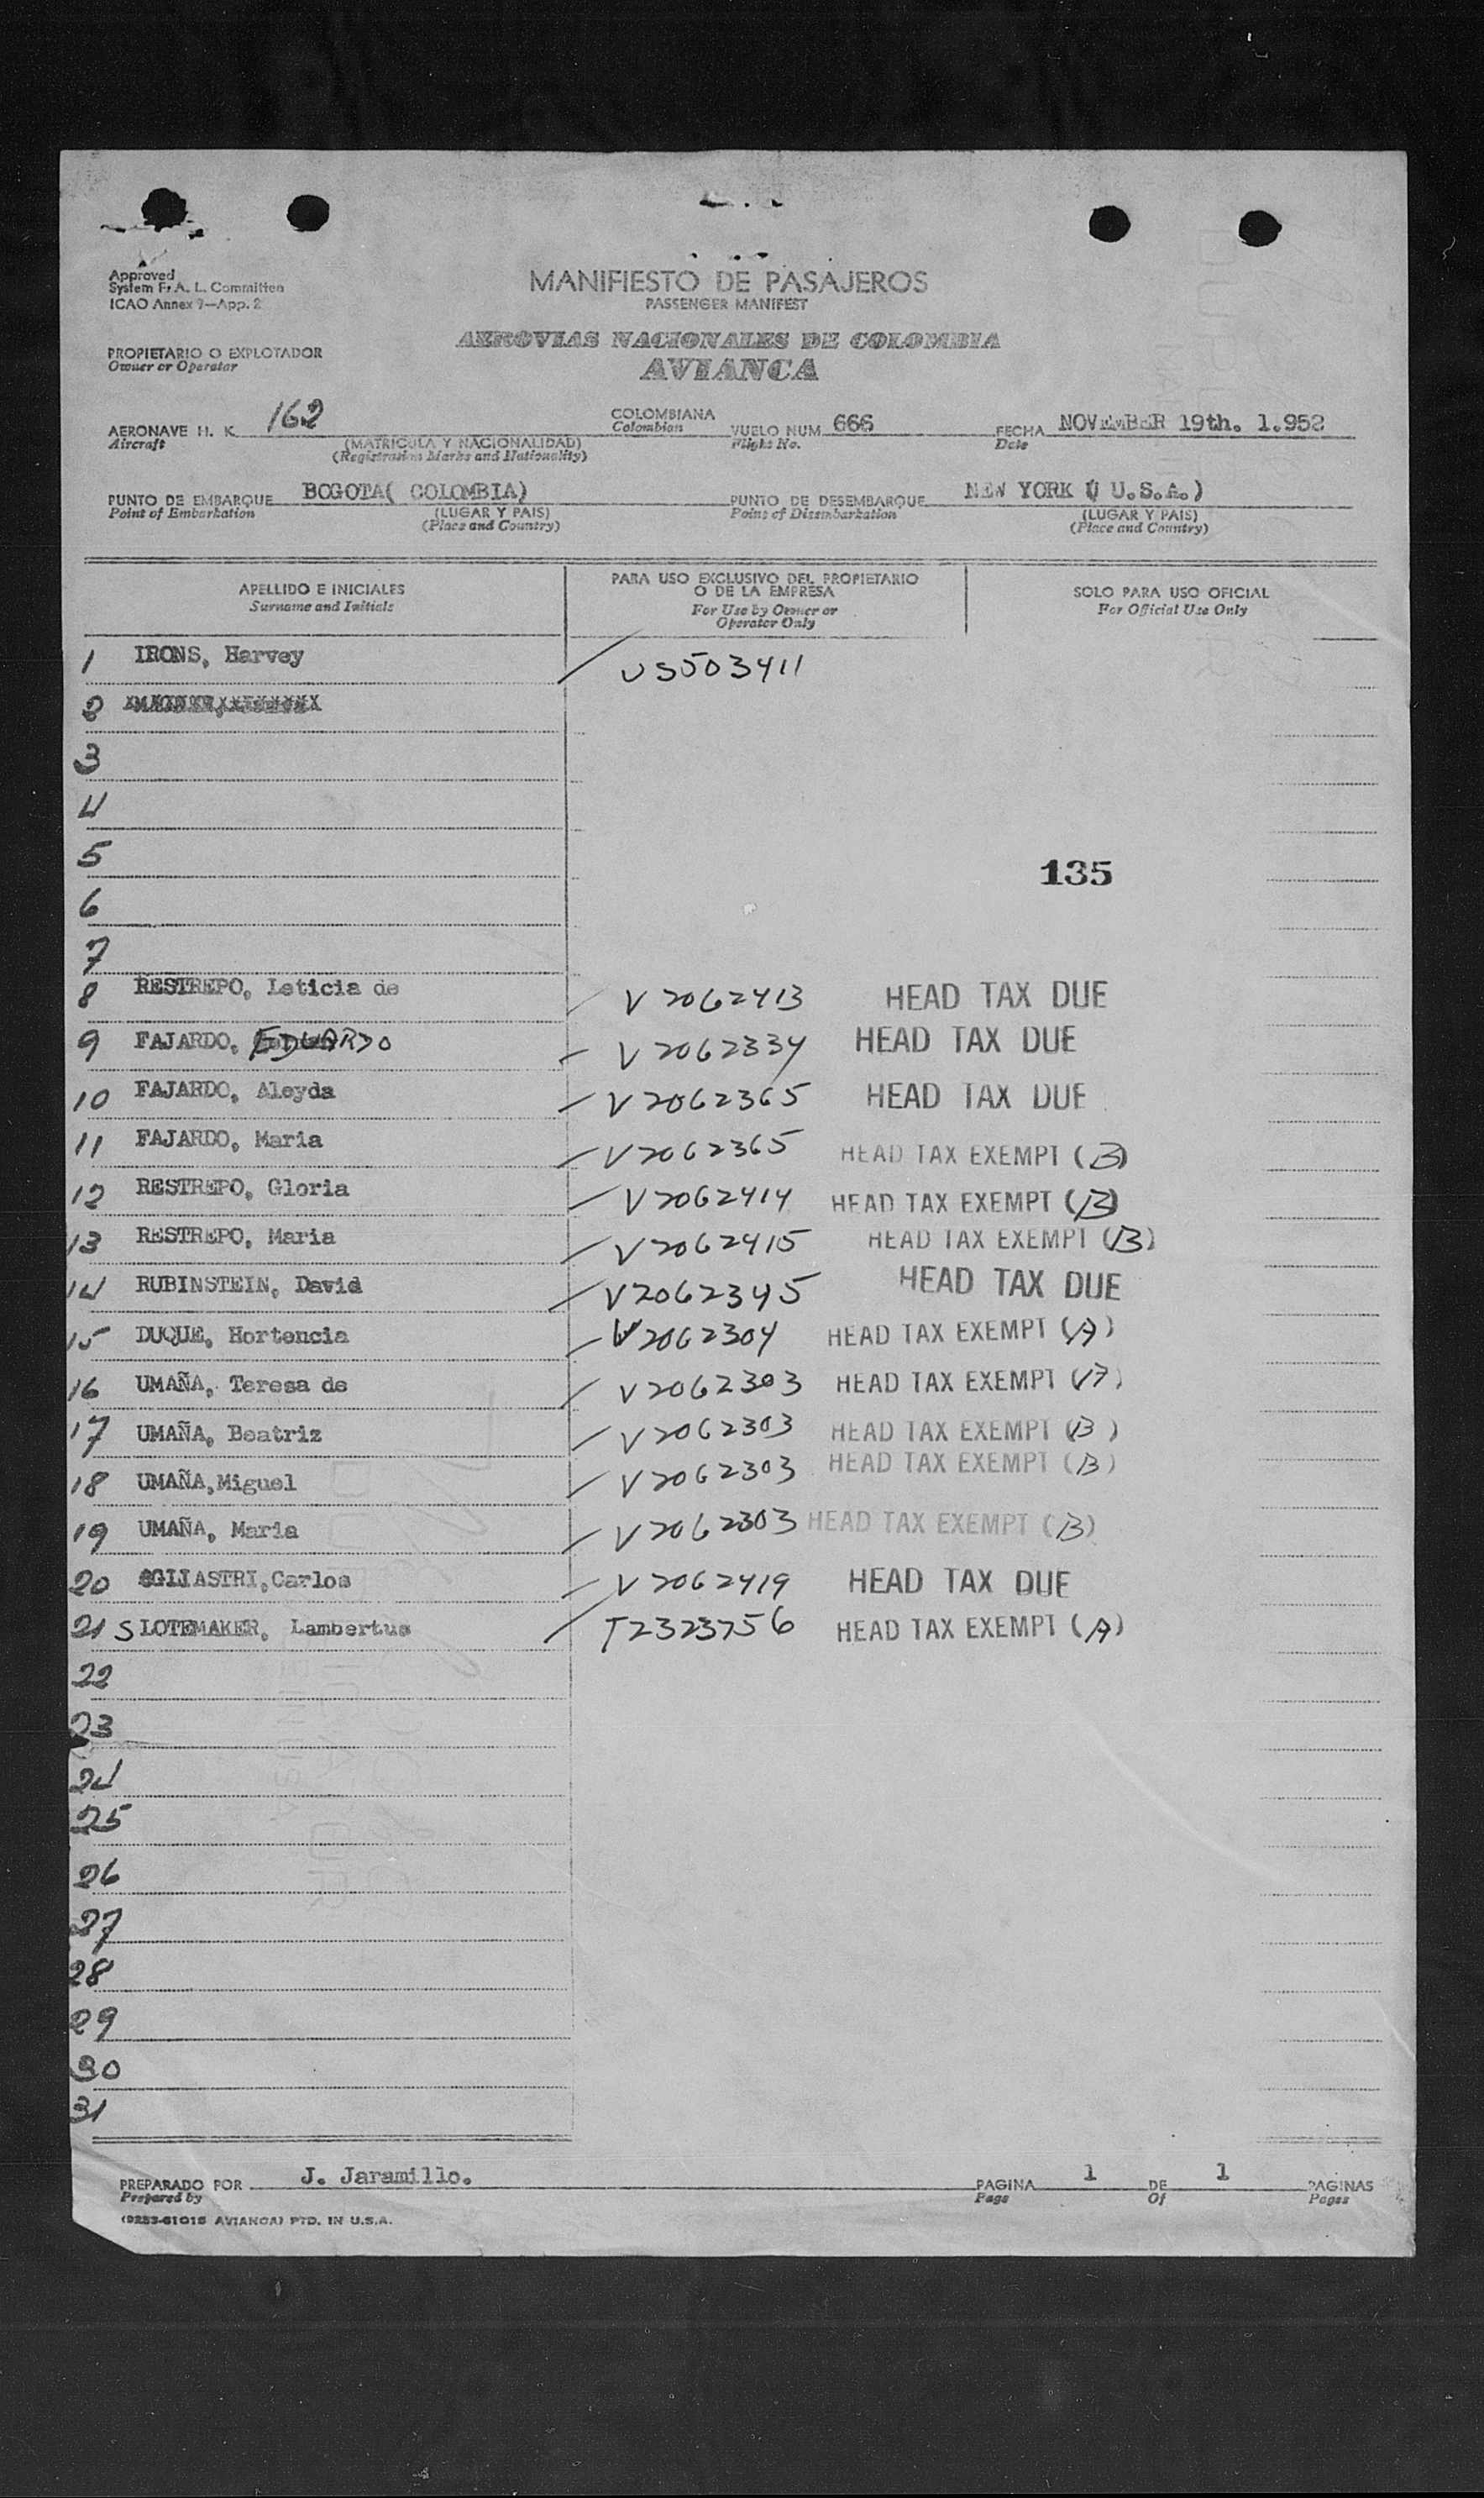 Approved
System F. A. L. Committee
ICAO Annex 9—App. 2
MANIFIESTO DE PASAJEROS
PASSENGER MANIFEST
PROPIETARIO O EXPLOTADOR
Owner or Operator
AEROVIAS NACIONALES DE COLOMBIA
AVIANCA
AERONAVE H. K. 162 COLOMBIANA VUELO NUM 666 FECHA NOVEMBER 19th. 1.952
Aircraft (MATRICULA Y NACIONALIDAD) Colombian Flight No. Date
(Registration Marks and Nationality)
PUNTO DE EMBARQUE BOGOTA( COLOMBIA) PUNTO DE DESEMBARQUE NEW YORK ( U.S.A.)
Point of Embarkation (LUGAR Y PAIS) Point of Disembarkation (LUGAR Y PAIS)
(Place and Country) (Place and Country)
APELLIDO E INICIALES PARA USO EXCLUSIVO DEL PROPIETARIO SOLO PARA USO OFICIAL
Surname and Initials O DE LA EMPRESA For Official Use Only
For Use by Owner or
Operator Only
1 IRONS, Harvey US503411
2
3
4
5 135
6
7
8 RESTREPO, Leticia de V2062413 HEAD TAX DUE
9 FAJARDO, EDUARDO V2062334 HEAD TAX DUE
10 FAJARDO, Aleyda V2062365 HEAD TAX DUE
11 FAJARDO, Maria V2062365 HEAD TAX EXEMPT (B)
12 RESTREPO, Gloria V2062414 HEAD TAX EXEMPT (B)
13 RESTREPO, Maria V2062415 HEAD TAX EXEMPT (B)
14 RUBINSTEIN, David V2062345 HEAD TAX DUE
15 DUQUE, Hortencia V2062304 HEAD TAX EXEMPT (A)
16 UMAÑA, Teresa de V2062303 HEAD TAX EXEMPT (A)
17 UMAÑA, Beatriz V2062303 HEAD TAX EXEMPT (B)
18 UMAÑA,Miguel V2062303 HEAD TAX EXEMPT (B)
19 UMAÑA, Maria V2062303 HEAD TAX EXEMPT (B)
20 OGLIASTRI,Carlos V2062419 HEAD TAX DUE
21 SLOTEMAKER, Lambertus T2323756 HEAD TAX EXEMPT (A)
22
23
24
25
26
27
28
29
30
31
PREPARADO POR J. Jaramillo. PAGINA 1 DE 1 PAGINAS
Prepared by Page Of Pages
(9253-61015 AVIANCA) PTD. IN U.S.A.